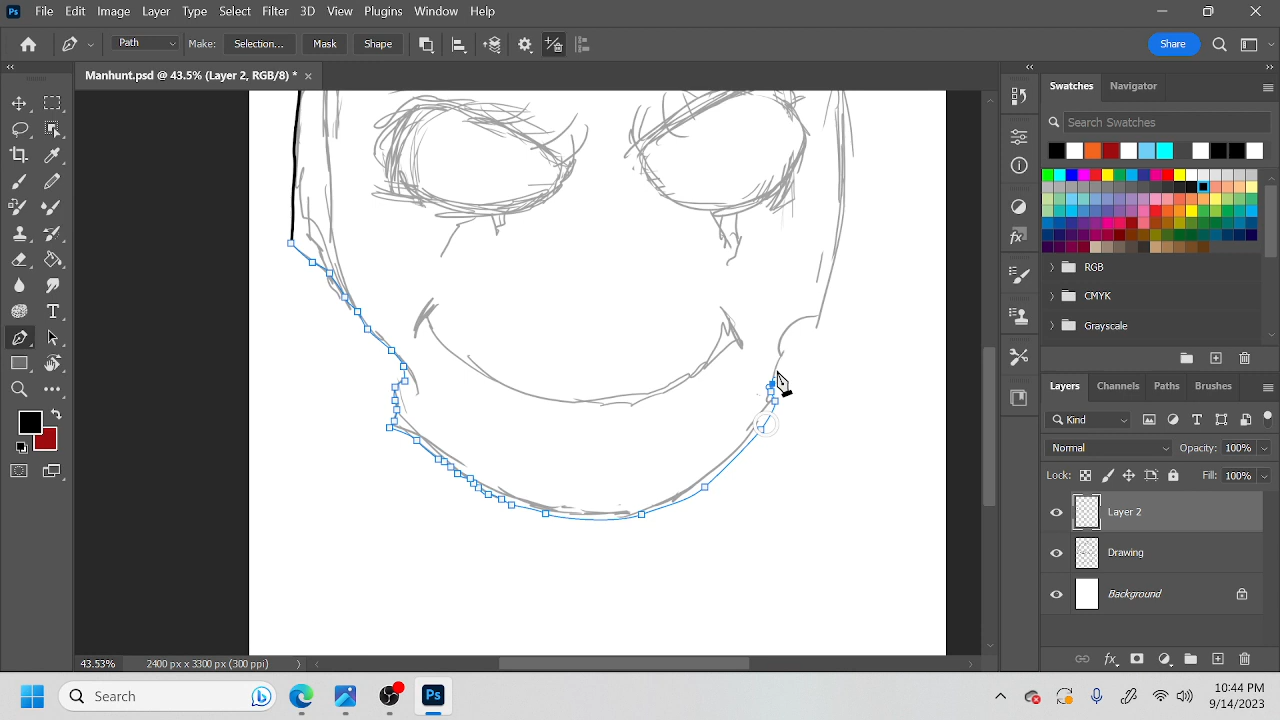 Ps File Edit Image Layer Type Select Filter 3D View Plugins Window Help
Path Make: Selection... Mask Shape Share
Manhunt.psd @ 43.5% (Layer 2, RGB/8) *
Swatches Navigator
Search Swatches
RGB
CMYK
Grayscale
Layers Channels Paths Brushes
Kind
Normal Opacity: 100%
Lock: Fill: 100%
Layer 2
Drawing
Background
43.53% 2400 px x 3300 px (300 ppi)
Search Ps 10:44 PM
9/14/2023